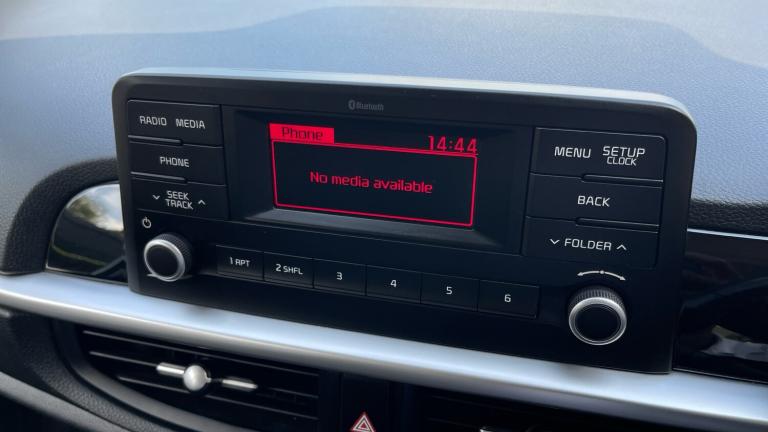 Bluetooth
RADIO MEDIA
PHONE
SEEK
TRACK
Phone
14:44
No media available
MENU SETUP
CLOCK
BACK
FOLDER
1 RPT
2 SHFL
3
4
5
6